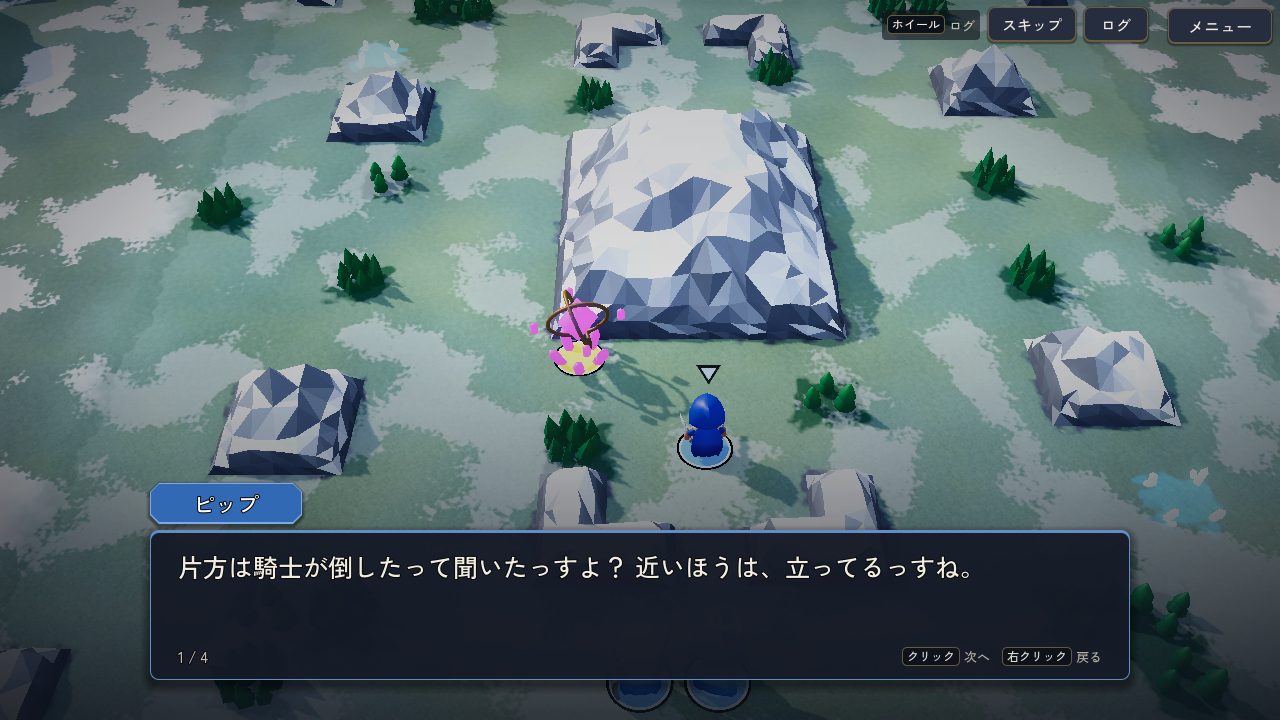 ホイール ログ
スキップ
ログ
メニュー
ピップ
片方は騎士が倒したって聞いたっすよ？ 近いほうは、立ってるっすね。
1 / 4
クリック 次へ 右クリック 戻る